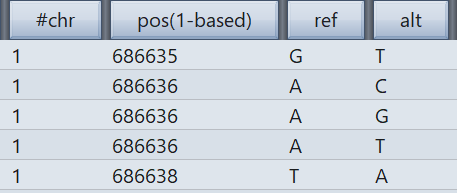 #chr pos(1-based) ref alt
1 686635 G T
1 686636 A C
1 686636 A G
1 686636 A T
1 686638 T A